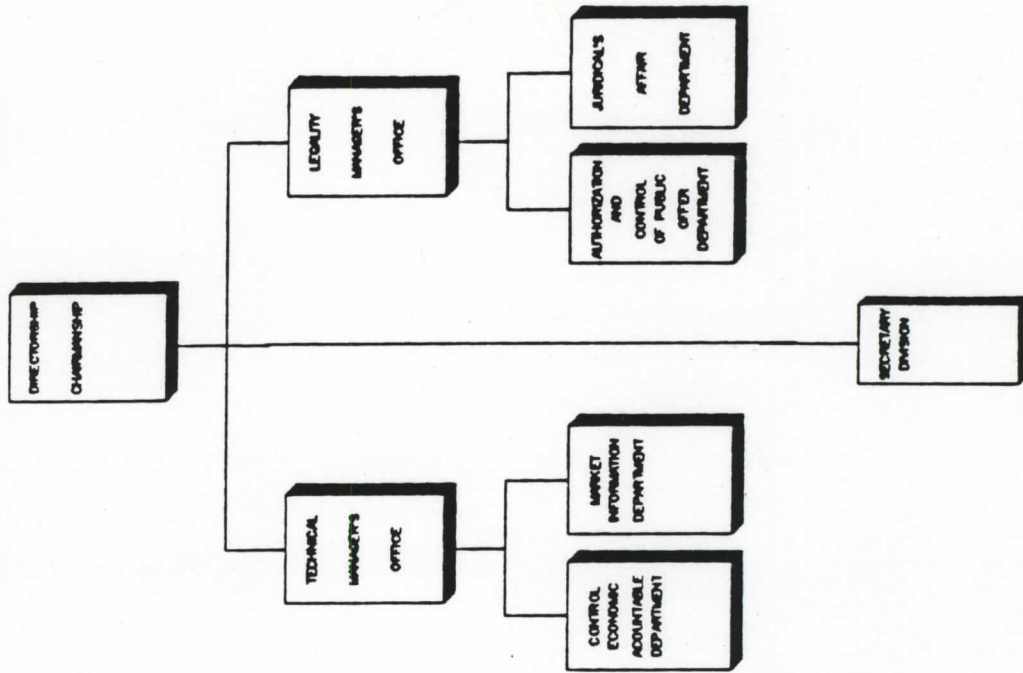 DIRECTORSHIP
CHAIRMANSHIP
TECHNICAL
MANAGER'S
OFFICE
LEGALITY
MANAGER'S
OFFICE
CONTROL
ECONOMIC
ACOUNTABLE
DEPARTMENT
MARKET
INFORMATION
DEPARTMENT
AUTHORIZATION
AND
CONTROL
OF PUBLIC
OFFER
DEPARTMENT
JURIDICAL'S
AFFAIR
DEPARTMENT
SECRETARY
DIVISION